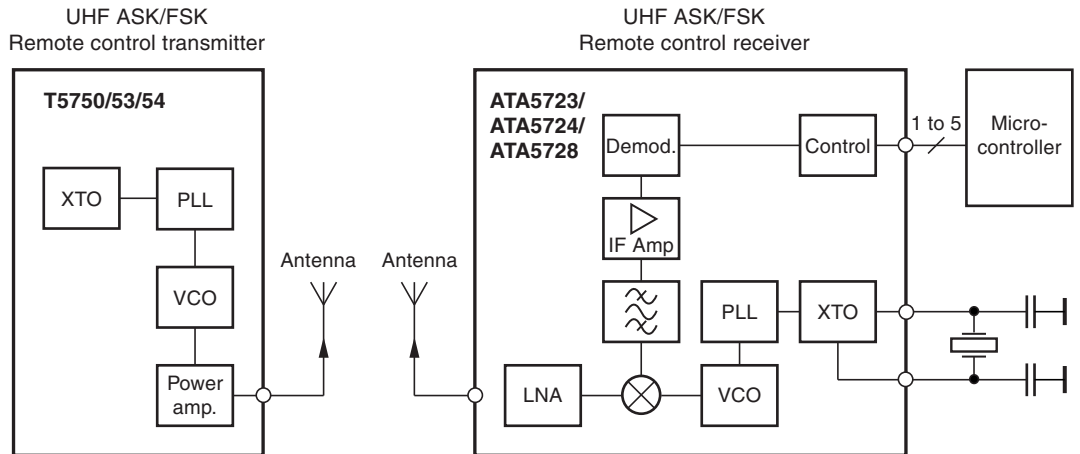 UHF ASK/FSK
Remote control transmitter
T5750/53/54
XTO
PLL
VCO
Power
amp.
Antenna
Antenna
UHF ASK/FSK
Remote control receiver
ATA5723/
ATA5724/
ATA5728
Demod.
Control
1 to 5
Micro-
controller
IF Amp
PLL
XTO
LNA
VCO